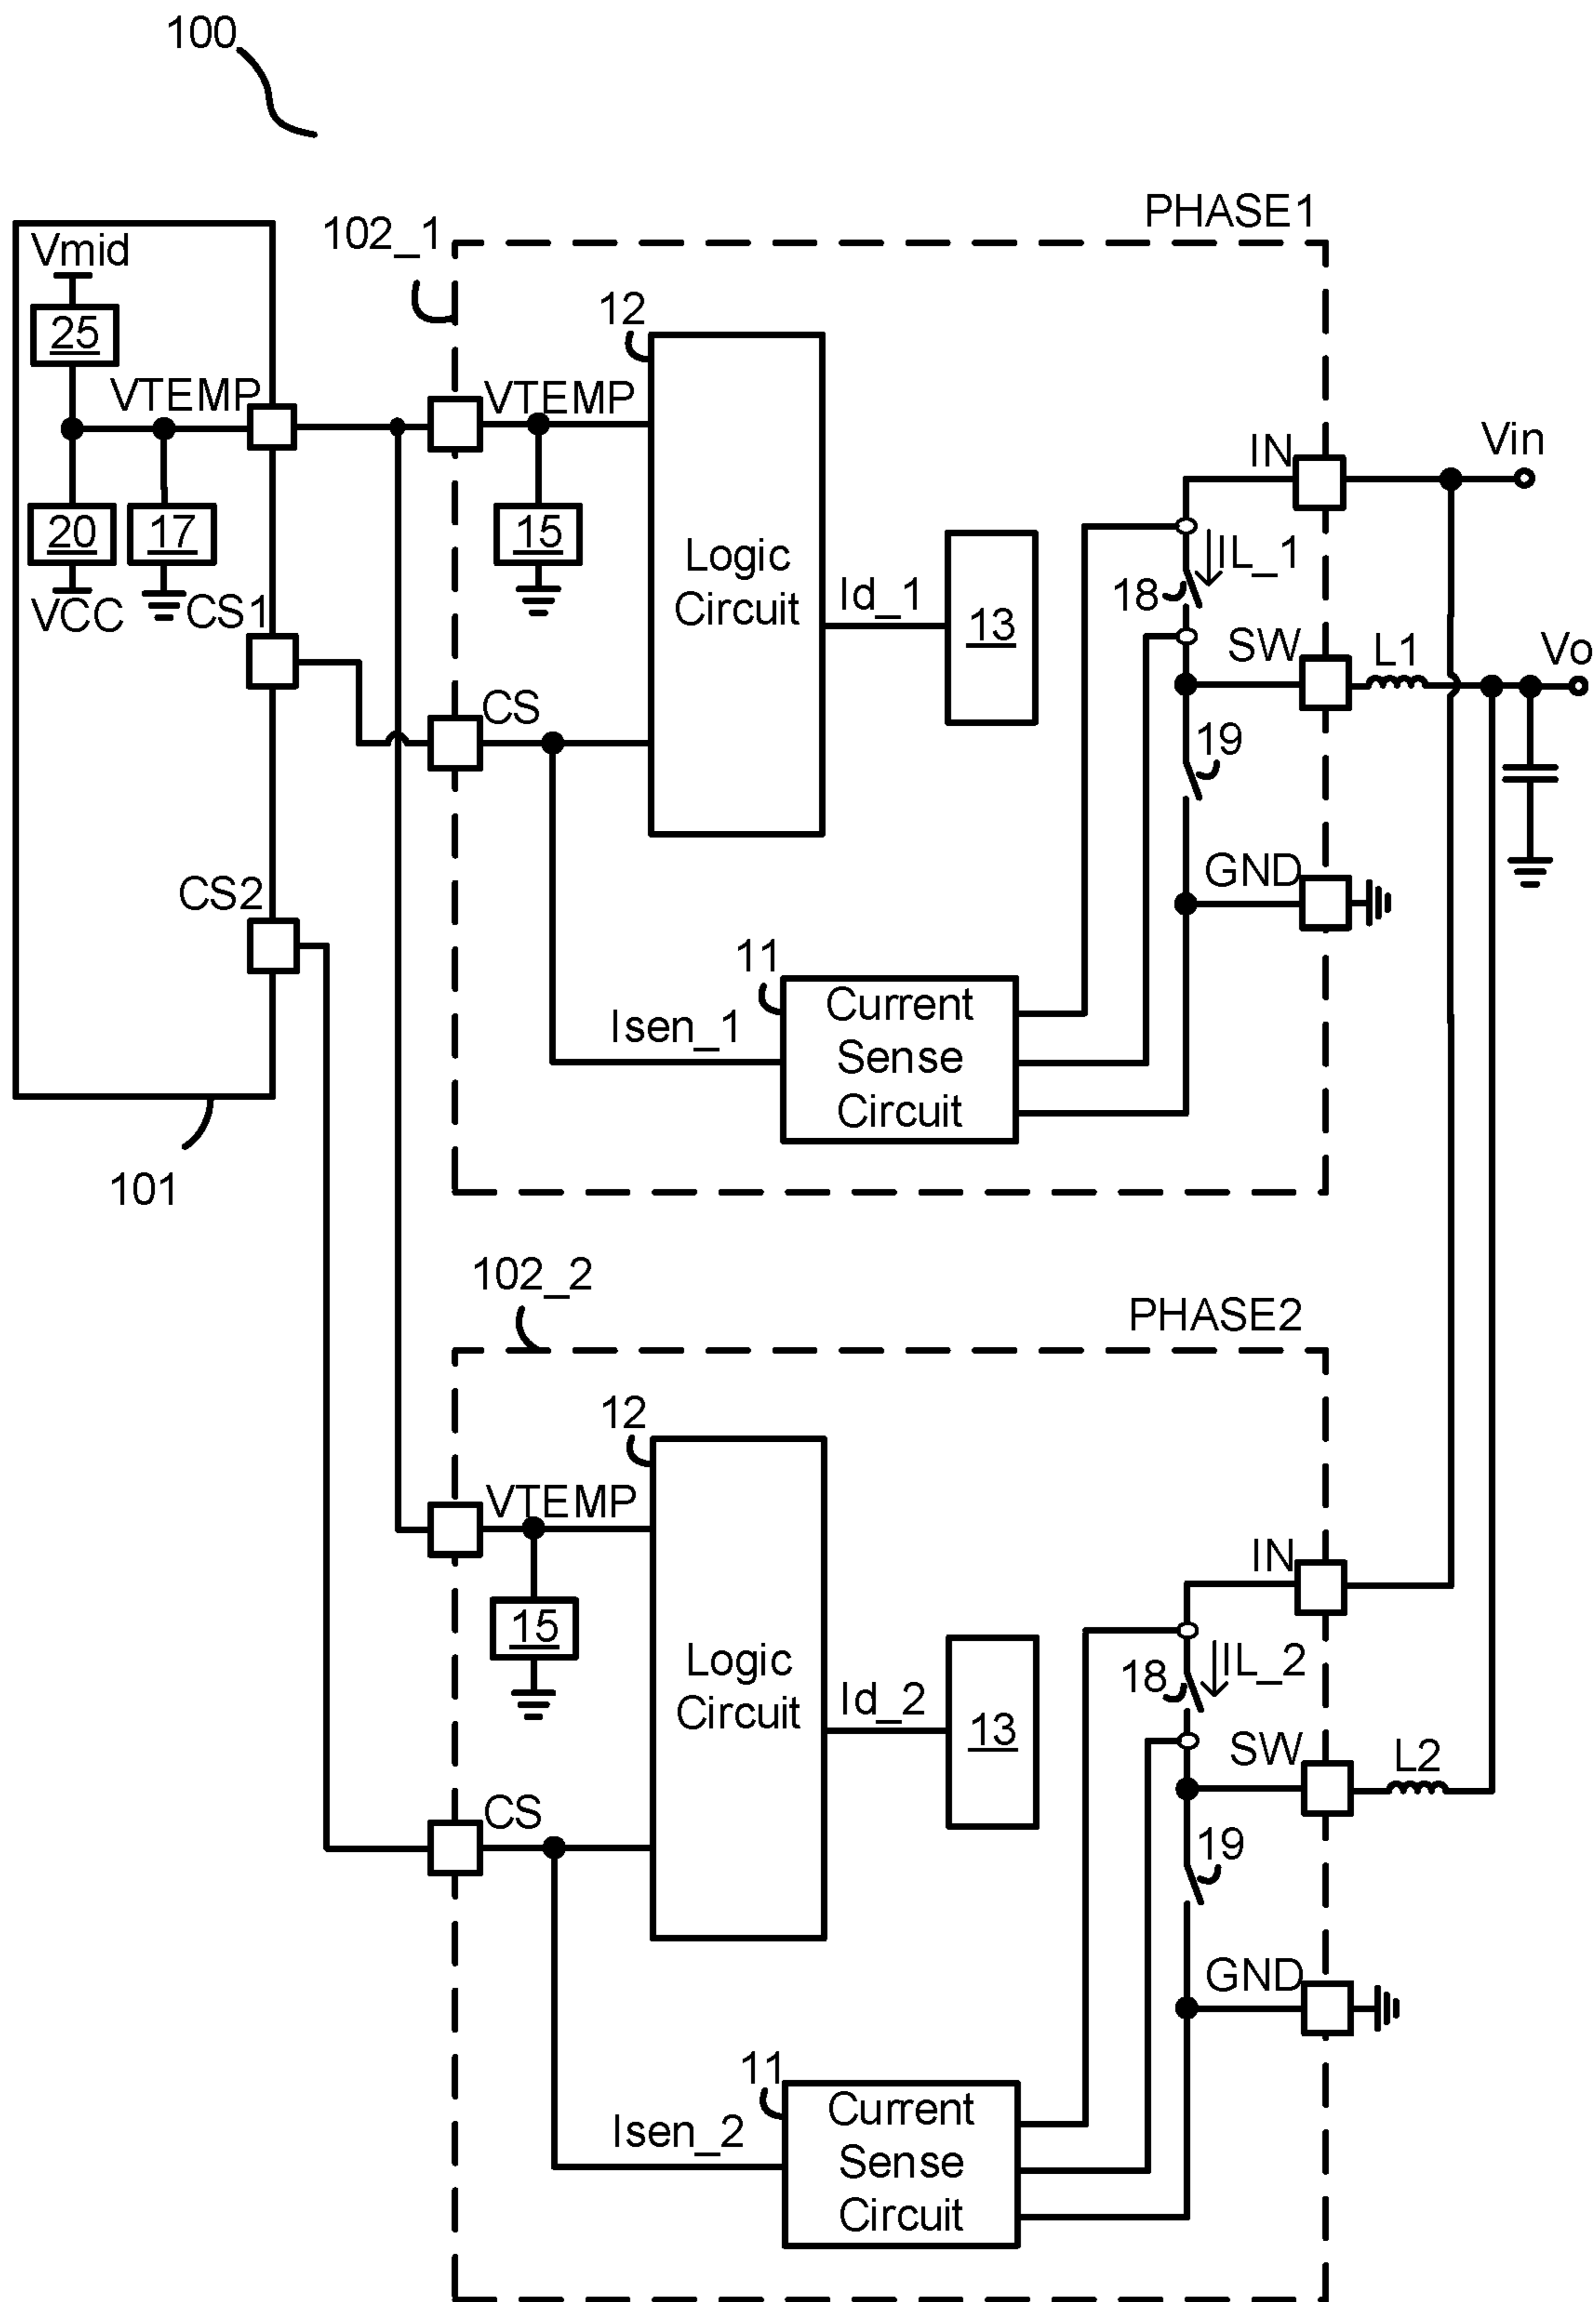 100
PHASE1
102_1
Vmid
12
25
VTEMP
VTEMP
IN
Vin
20
17
15
Logic
Circuit
IL_1
18
VCC
CS1
Id_1
13
SW
L1
Vo
CS
19
CS2
GND
11
Isen_1
Current
Sense
Circuit
101
102_2
PHASE2
12
VTEMP
IN
15
Logic
Circuit
IL_2
18
Id_2
13
SW
L2
CS
19
GND
11
Isen_2
Current
Sense
Circuit